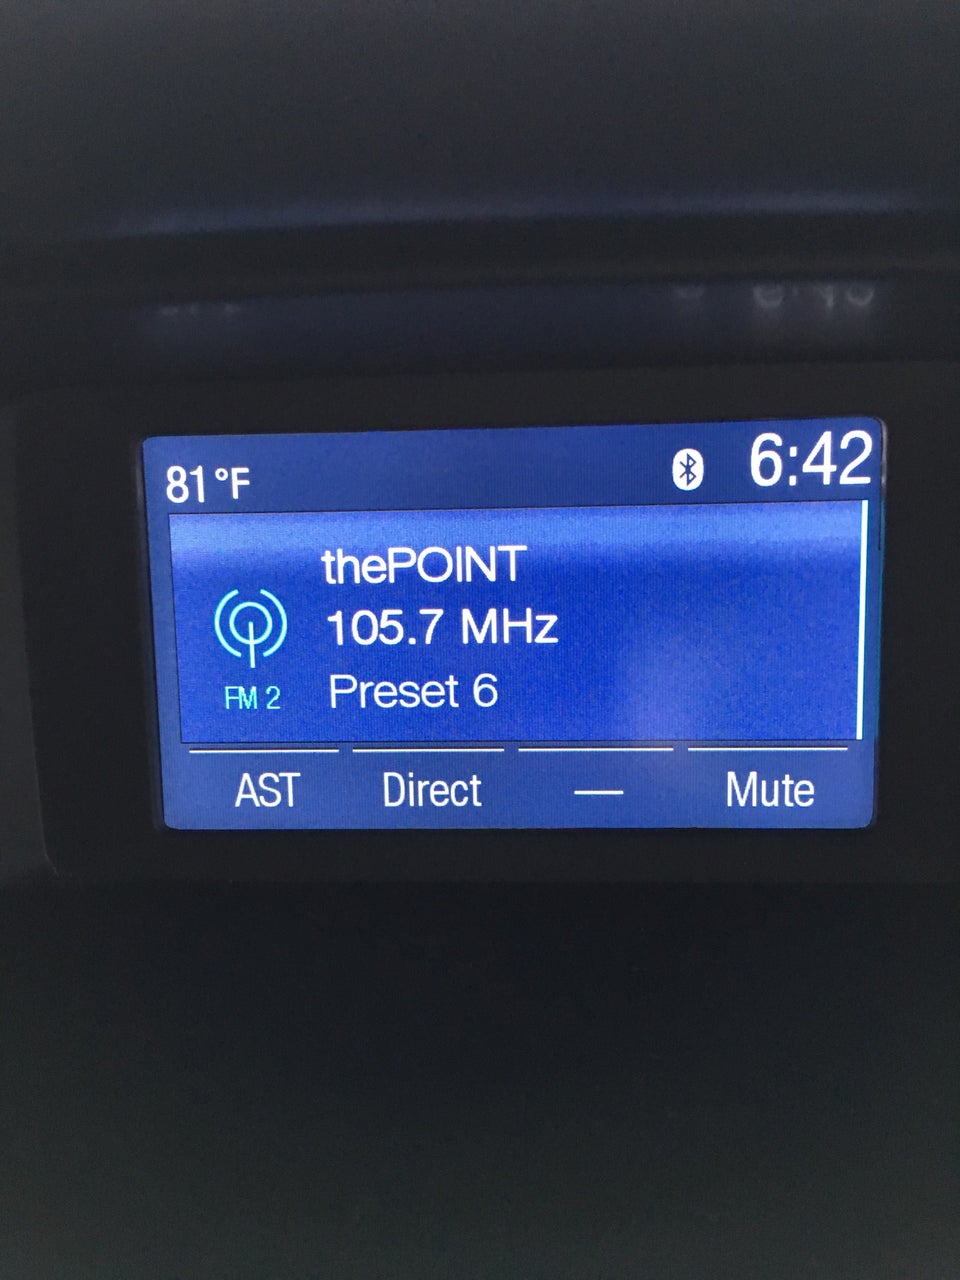 81°F 6:42
thePOINT
105.7 MHz
FM 2 Preset 6
AST Direct — Mute